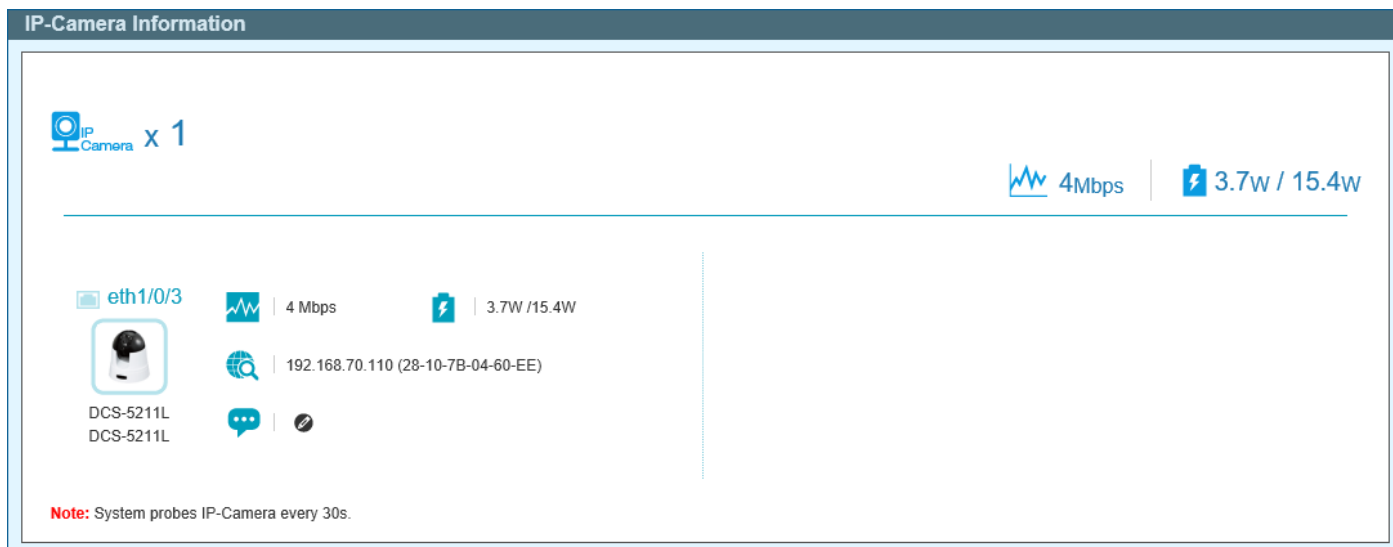 IP-Camera Information
IP
Camera x 1
4Mbps 3.7W / 15.4W
eth1/0/3
4 Mbps 3.7W /15.4W
192.168.70.110 (28-10-7B-04-60-EE)
DCS-5211L
DCS-5211L
Note: System probes IP-Camera every 30s.